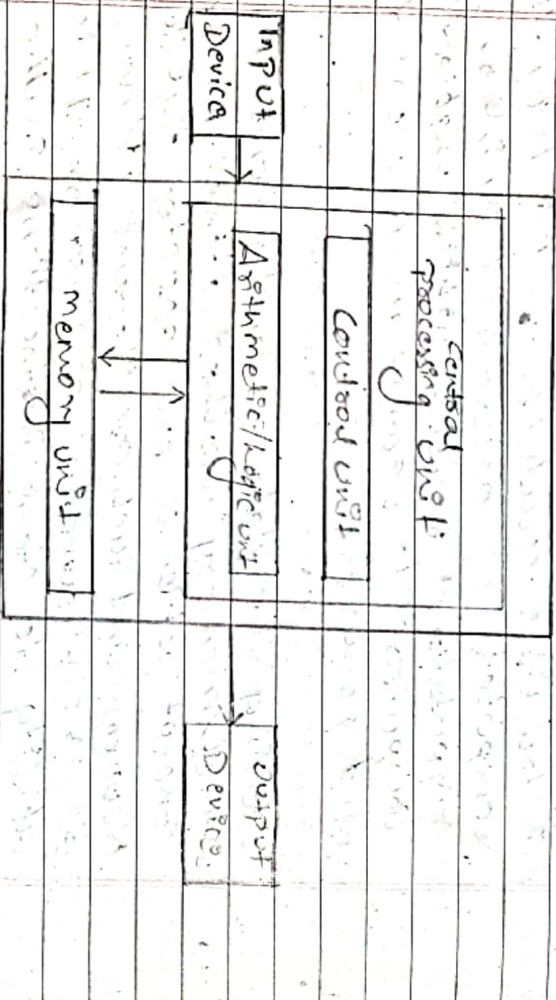 Central
Processing unit
Control unit
Input
Device
Arithmetic/Logic unit
Output
Device
memory unit